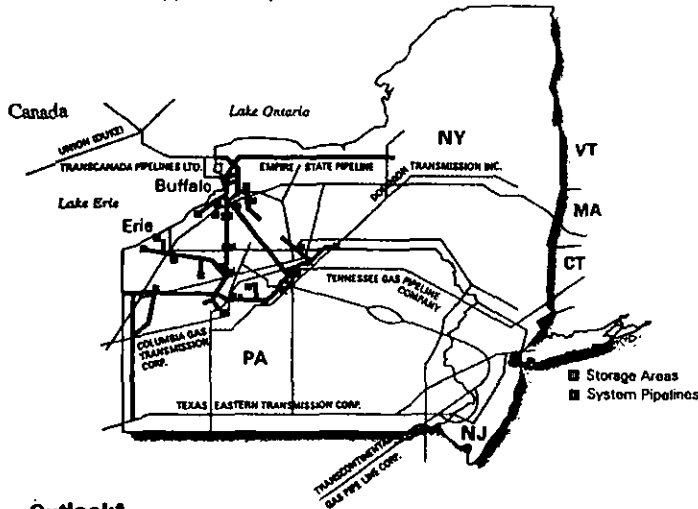 Canada
Lake Ontario
NY
UNION (DUKE)
TRANSCANADA PIPELINES LTD.
EMPIRE STATE PIPELINE
DOMINION TRANSMISSION INC.
VT
Buffalo
Lake Erie
MA
Erie
CT
TENNESSEE GAS PIPELINE
COMPANY
COLUMBIA GAS
TRANSMISSION
CORP.
PA
Storage Areas
System Pipelines
TEXAS EASTERN TRANSMISSION CORP.
NJ
TRANSCONTINENTAL
GAS PIPE LINE CORP.